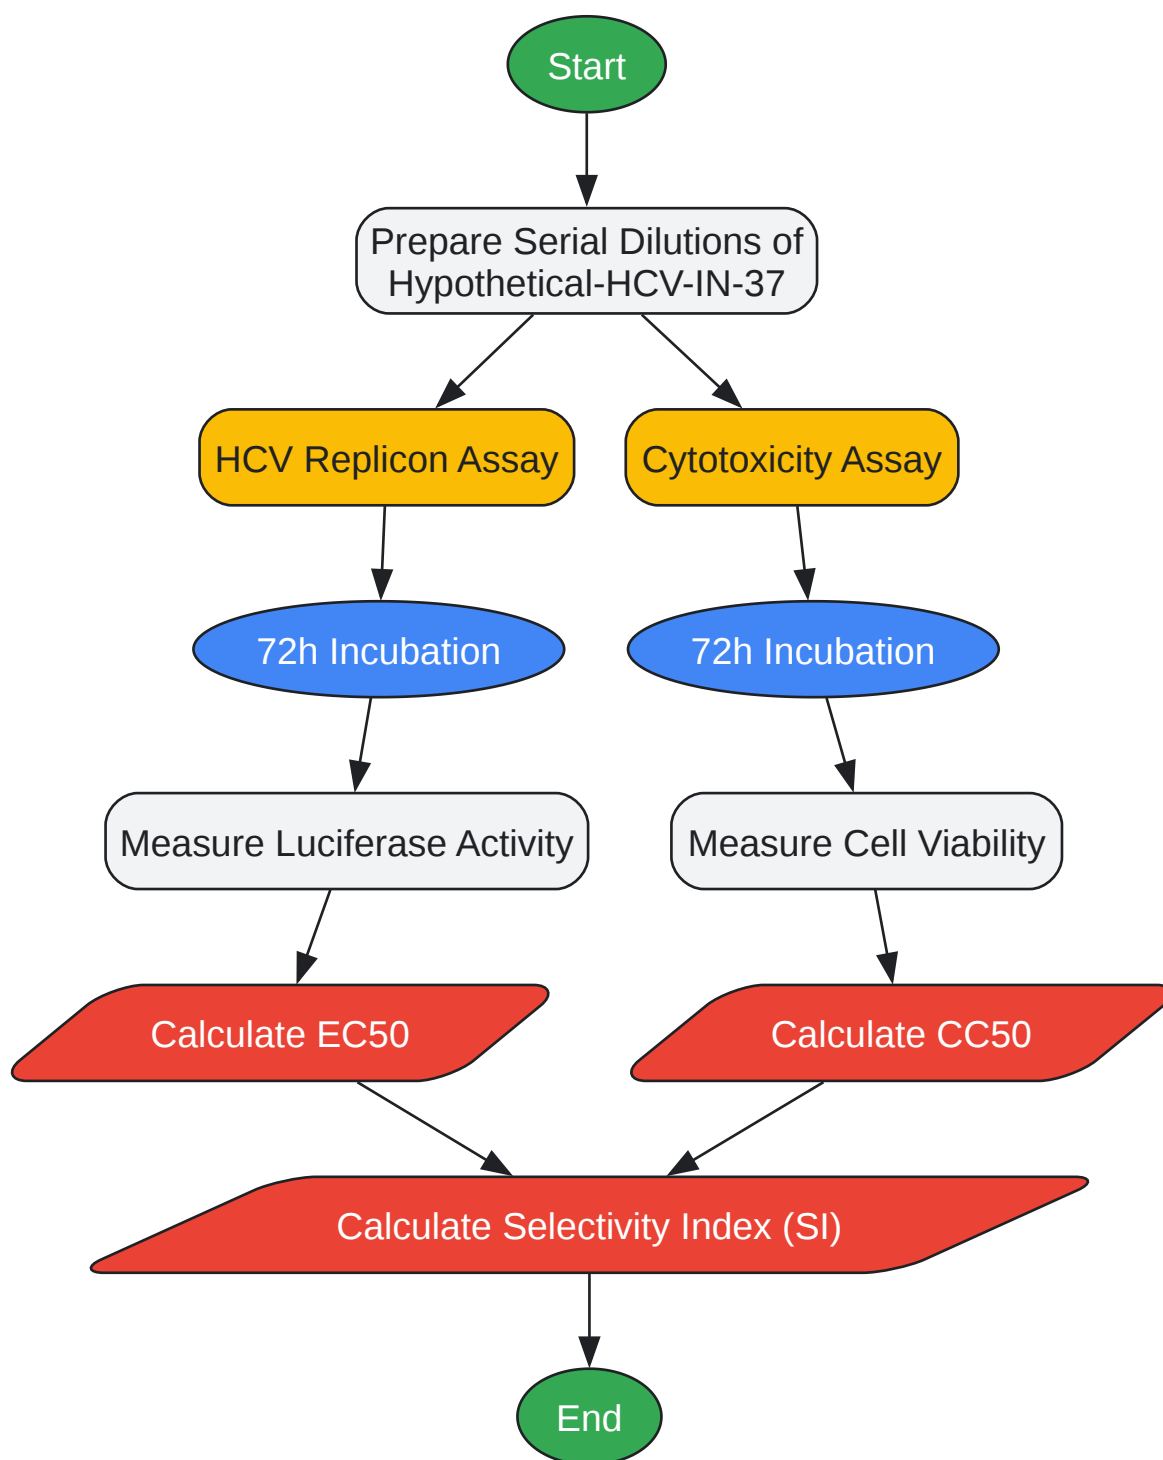 Start
Prepare Serial Dilutions of
Hypothetical-HCV-IN-37
HCV Replicon Assay
Cytotoxicity Assay
72h Incubation
72h Incubation
Measure Luciferase Activity
Measure Cell Viability
Calculate EC50
Calculate CC50
Calculate Selectivity Index (SI)
End